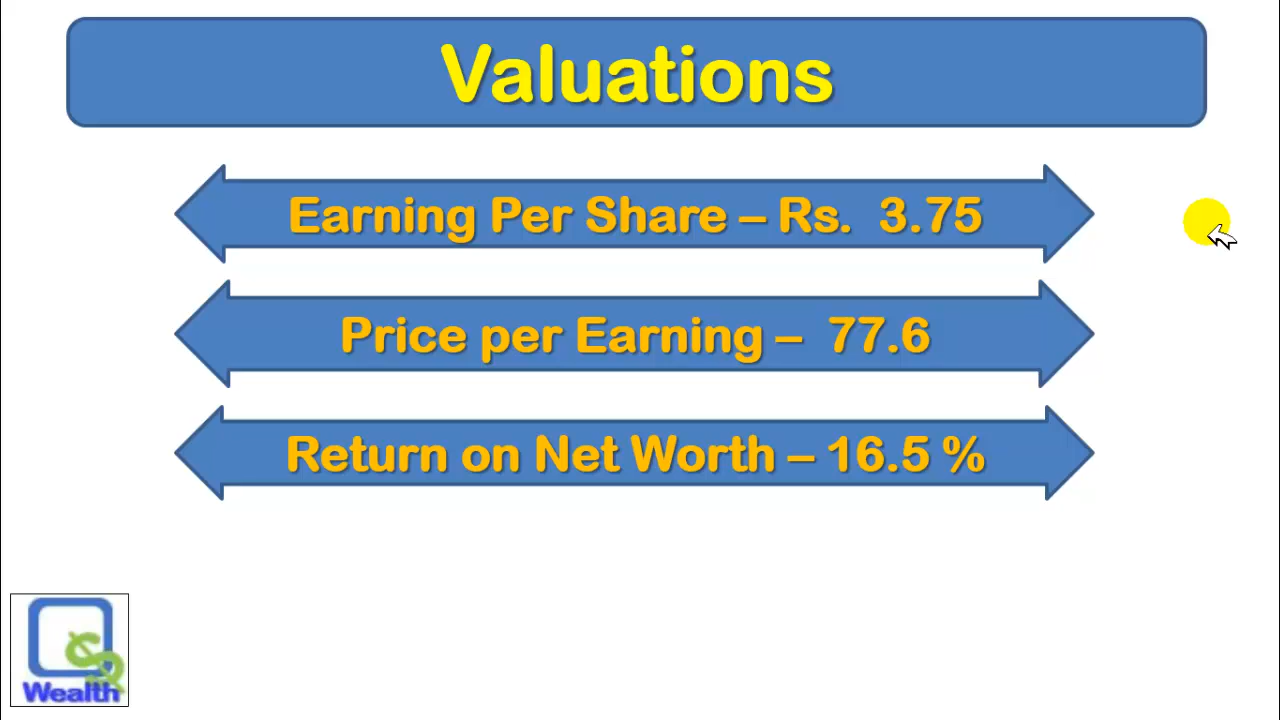 Valuations
Earning Per Share – Rs. 3.75
Price per Earning – 77.6
Return on Net Worth – 16.5 %
Wealth